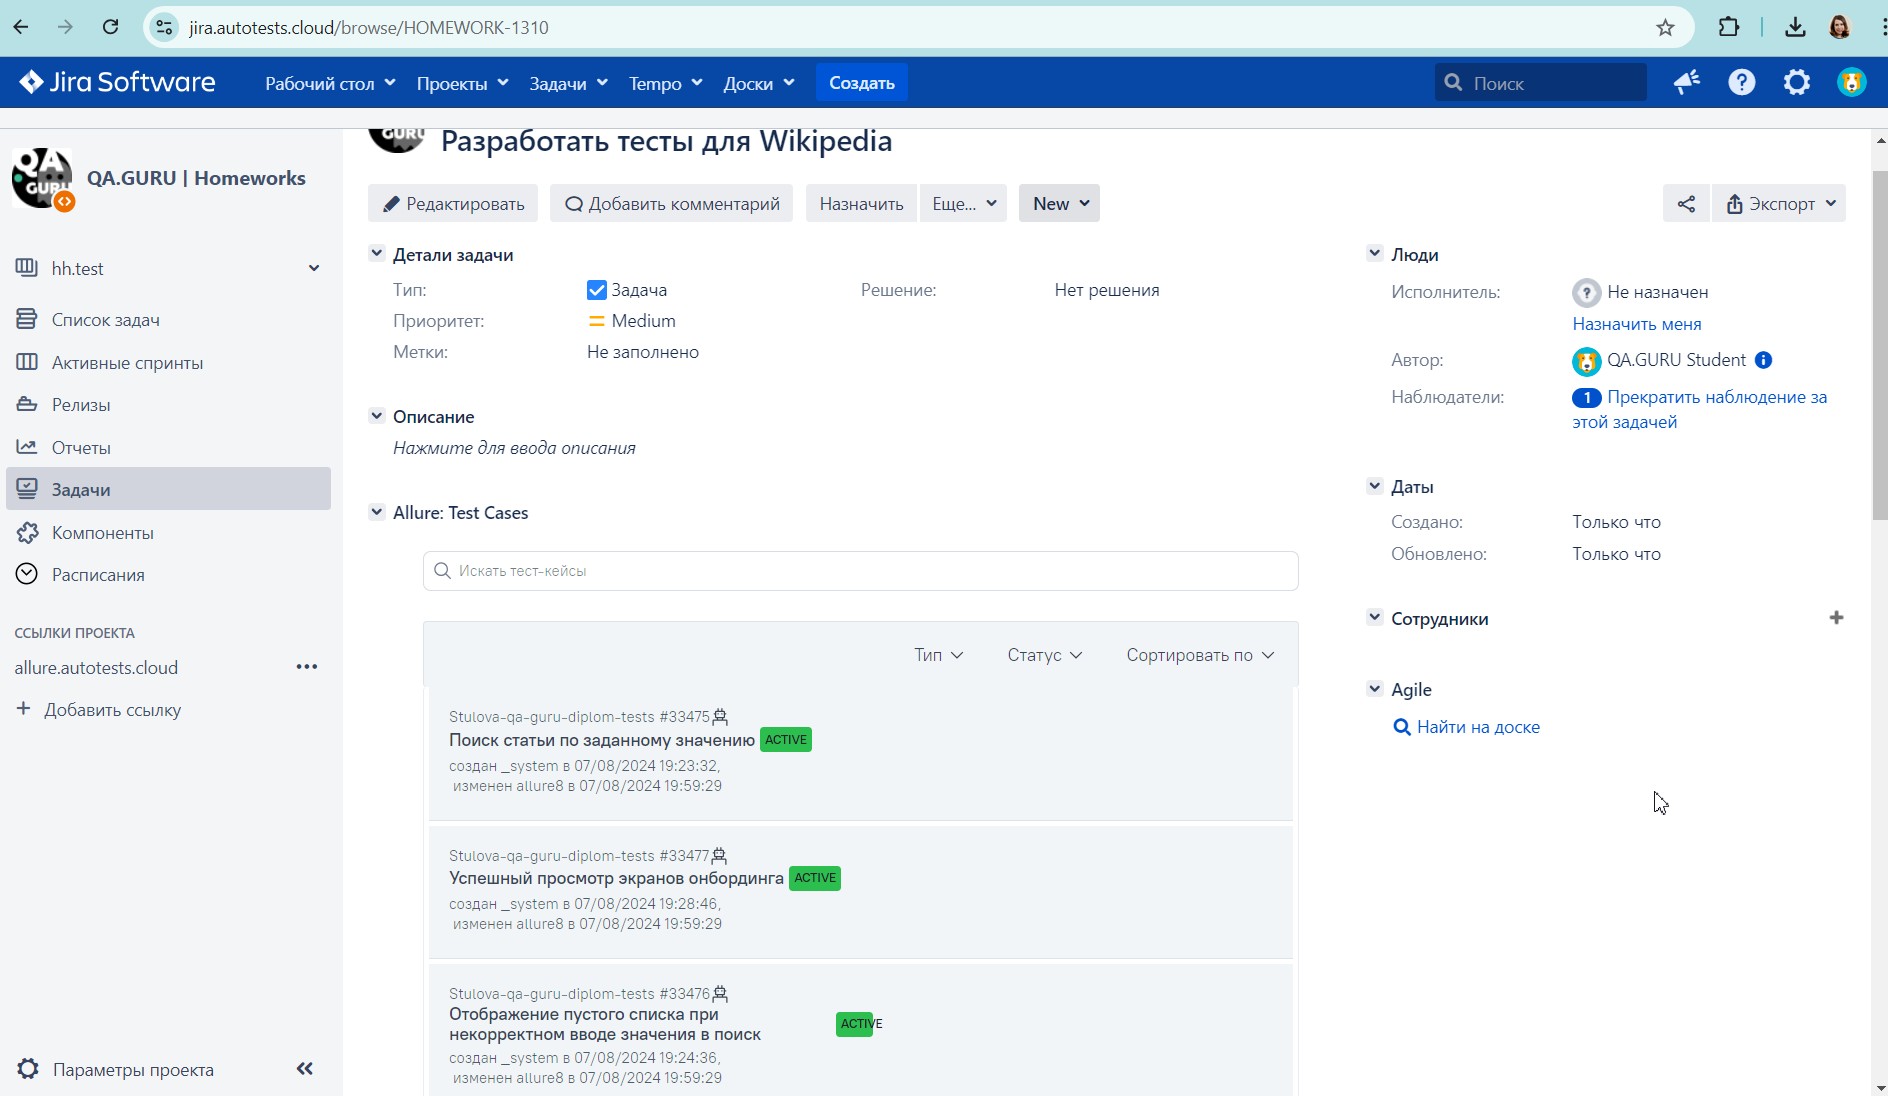 jira.autotests.cloud/browse/HOMEWORK-1310
Jira Software
Рабочий стол
Проекты
Задачи
Tempo
Доски
Создать
Поиск
QA GURU
QA.GURU | Homeworks
hh.test
Список задач
Активные спринты
Релизы
Отчеты
Задачи
Компоненты
Расписания
ССЫЛКИ ПРОЕКТА
allure.autotests.cloud
Добавить ссылку
Параметры проекта
GURU
Разработать тесты для Wikipedia
Редактировать
Добавить комментарий
Назначить
Еще...
New
Экспорт
Детали задачи
Тип:
Задача
Решение:
Нет решения
Приоритет:
Medium
Метки:
Не заполнено
Описание
Нажмите для ввода описания
Allure: Test Cases
Искать тест-кейсы
Тип
Статус
Сортировать по
Stulova-qa-guru-diplom-tests #33475
Поиск статьи по заданному значению ACTIVE
создан _system в 07/08/2024 19:23:32,
изменен allure8 в 07/08/2024 19:59:29
Stulova-qa-guru-diplom-tests #33477
Успешный просмотр экранов онбординга ACTIVE
создан _system в 07/08/2024 19:28:46,
изменен allure8 в 07/08/2024 19:59:29
Stulova-qa-guru-diplom-tests #33476
Отображение пустого списка при
некорректном вводе значения в поиск ACTIVE
создан _system в 07/08/2024 19:24:36,
изменен allure8 в 07/08/2024 19:59:29
Люди
Исполнитель:
Не назначен
Назначить меня
Автор:
QA.GURU Student
Наблюдатели:
1 Прекратить наблюдение за
этой задачей
Даты
Создано:
Только что
Обновлено:
Только что
Сотрудники
Agile
Найти на доске